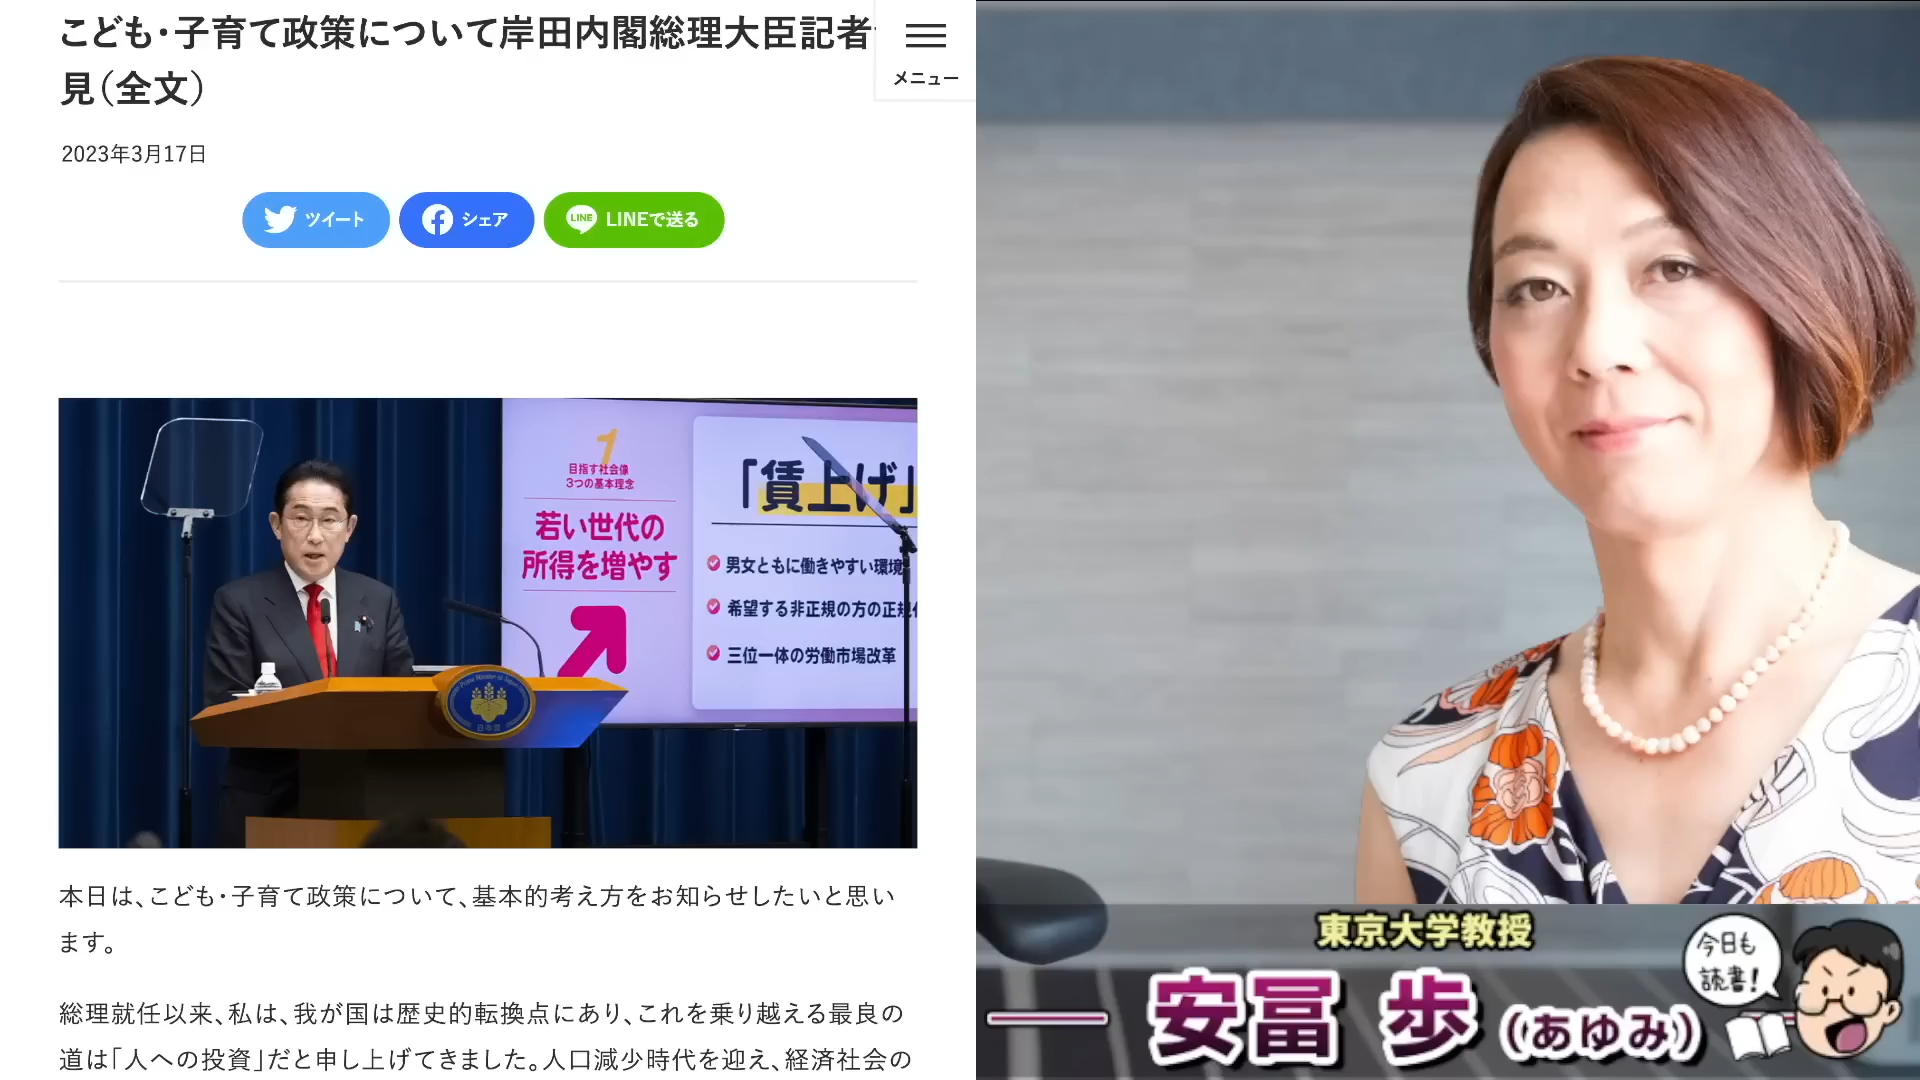 こども・子育て政策について岸田内閣総理大臣記者
見（全文）
メニュー
2023年3月17日
ツイート
シェア
LINE
LINEで送る
1
目指す社会像
3つの基本理念
若い世代の
所得を増やす
「賃上げ」
男女ともに働きやすい環境
希望する非正規の方の正規
三位一体の労働市場改革
本日は、こども・子育て政策について、基本的考え方をお知らせしたいと思い
ます。
総理就任以来、私は、我が国は歴史的転換点にあり、これを乗り越える最良の
道は「人への投資」だと申し上げてきました。人口減少時代を迎え、経済社会の
東京大学教授
安冨 歩 （あゆみ）
今日も
読書！